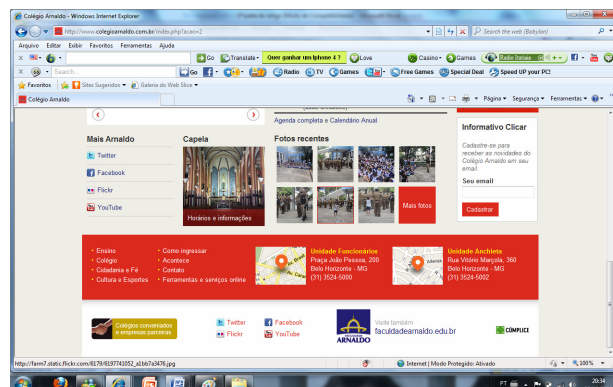 Colégio Arnaldo - Windows Internet Explorer
http://www.colegioarnaldo.com.br/index.php?acao=2
Search the web (Babylon)
Arquivo Editar Exibir Favoritos Ferramentas Ajuda
Go Translate Quer ganhar um Iphone 4 ? Love Casino Games
Search... Go Rádio TV Games Free Games Special Deal Speed UP your PC!
Favoritos Sites Sugeridos Galeria do Web Slice
Colégio Arnaldo Página Segurança Ferramentas
Agenda completa e Calendário Anual
Mais Arnaldo
Twitter
Facebook
Flickr
YouTube
Capela
Horários e informações
Fotos recentes
Mais fotos
Informativo Clicar
Cadastre-se para
receber as novidades do
Colégio Arnaldo em seu
email.
Seu email
Cadastrar
• Ensino
• Colégio
• Cidadania e Fé
• Cultura e Esportes
• Como ingressar
• Acontece
• Contato
• Ferramentas e serviços online
Unidade Funcionários
Praça João Pessoa, 200
Belo Horizonte - MG
(31) 3524-5000
Unidade Anchieta
Rua Vitório Marçola, 360
Belo Horizonte - MG
(31) 3524-5002
Colégios conveniados
e empresas parceiras
Twitter
Facebook
Flickr
YouTube
ARNALDO
Visite também
faculdadearnaldo.edu.br
CÚMPLICE
http://farm7.static.flickr.com/6179/6197741052_a1bb7a3476.jpg
Internet | Modo Protegido: Ativado
100%
PT
20:34